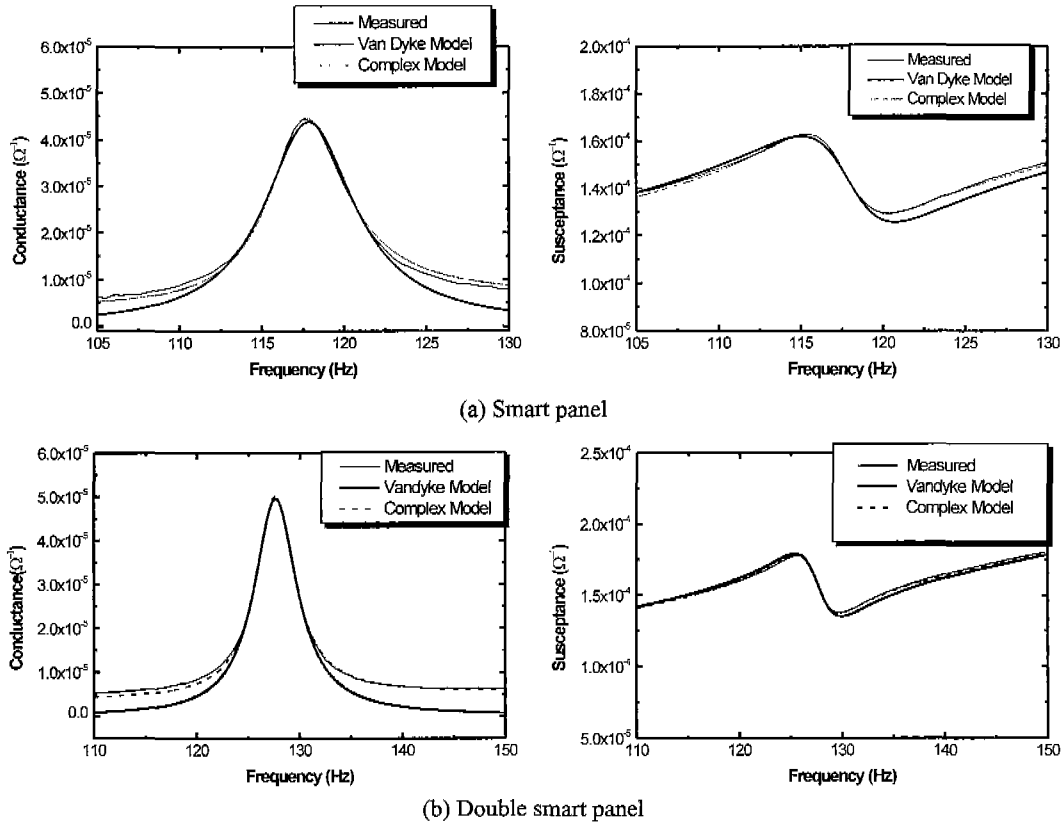 Measured
Van Dyke Model
Complex Model
6.0x10⁻⁵
5.0x10⁻⁵
4.0x10⁻⁵
3.0x10⁻⁵
2.0x10⁻⁵
1.0x10⁻⁵
0.0
Conductance (Ω⁻¹)
105
110
115
120
125
130
Frequency (Hz)
Measured
Van Dyke Model
Complex Model
2.0x10⁻⁴
1.8x10⁻⁴
1.6x10⁻⁴
1.4x10⁻⁴
1.2x10⁻⁴
1.0x10⁻⁴
8.0x10⁻⁵
Susceptance (Ω⁻¹)
105
110
115
120
125
130
Frequency (Hz)
(a) Smart panel
Measured
Vandyke Model
Complex Model
6.0x10⁻⁵
5.0x10⁻⁵
4.0x10⁻⁵
3.0x10⁻⁵
2.0x10⁻⁵
1.0x10⁻⁵
0.0
Conductance(Ω⁻¹)
110
120
130
140
150
Frequency (Hz)
Measured
Vandyke Model
Complex Model
2.5x10⁻⁴
2.0x10⁻⁴
1.5x10⁻⁴
1.0x10⁻⁴
5.0x10⁻⁵
Susceptance (Ω⁻¹)
110
120
130
140
150
Frequency (Hz)
(b) Double smart panel